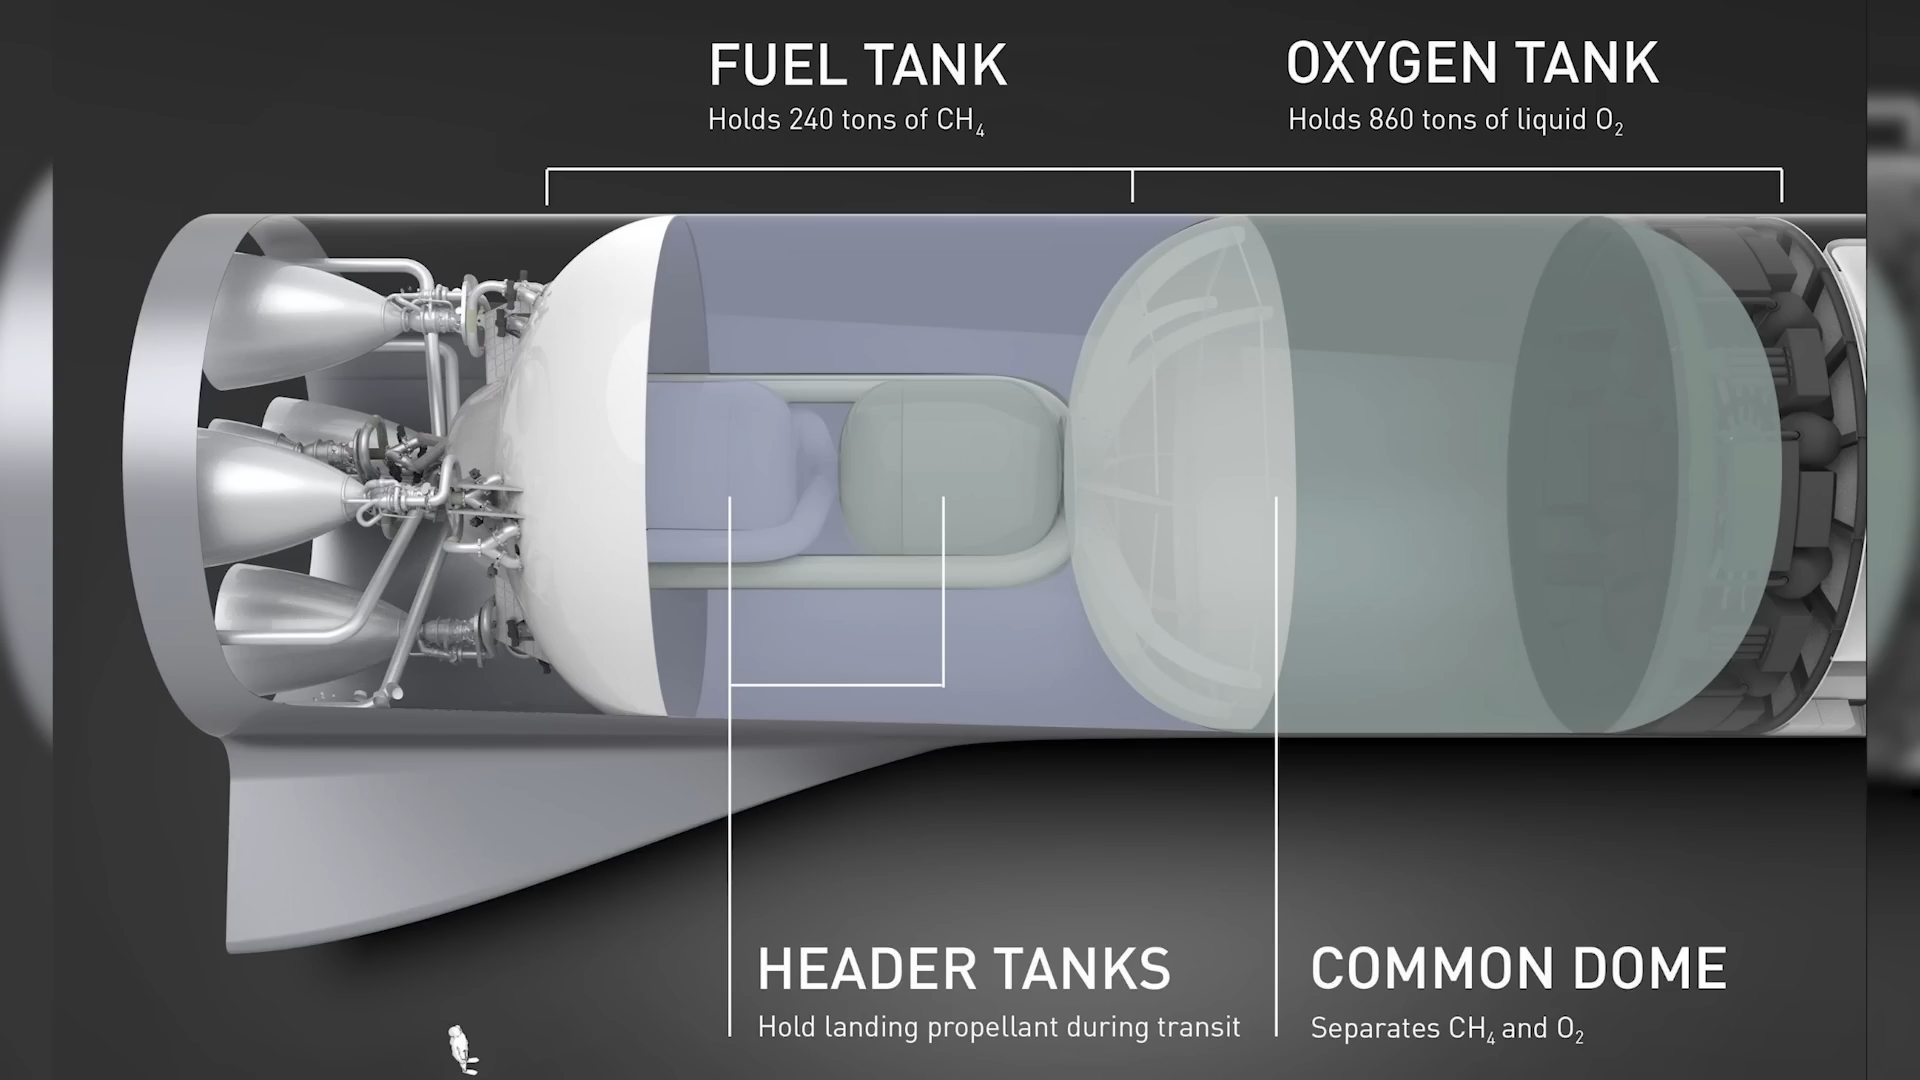 FUEL TANK
Holds 240 tons of CH₄
OXYGEN TANK
Holds 860 tons of liquid O₂
HEADER TANKS
Hold landing propellant during transit
COMMON DOME
Separates CH₄ and O₂